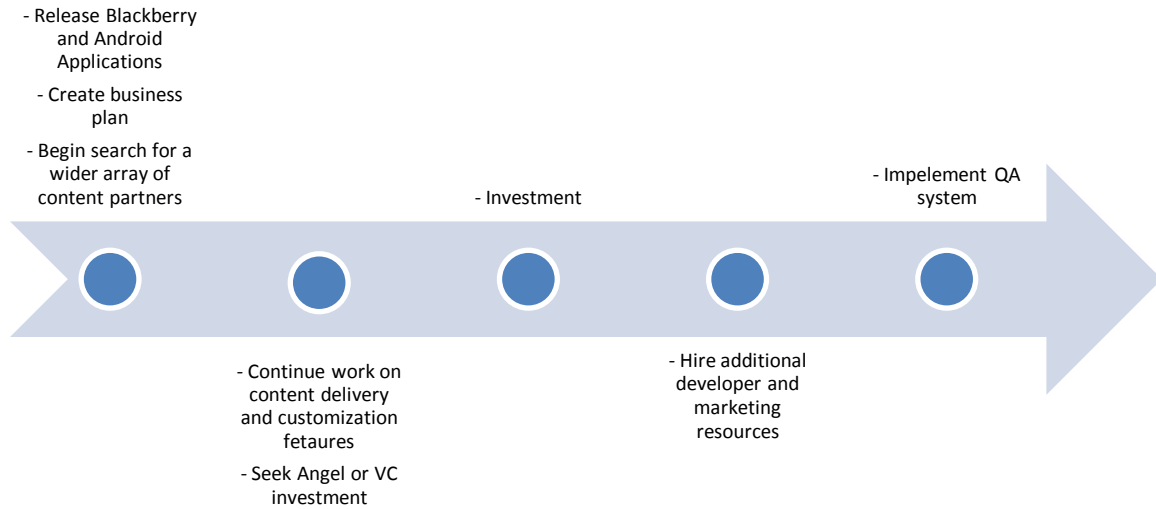 - Release Blackberry
and Android
Applications
- Create business
plan
- Begin search for a
wider array of
content partners
- Continue work on
content delivery
and customization
fetaures
- Seek Angel or VC
investment
- Investment
- Hire additional
developer and
marketing
resources
- Impelement QA
system